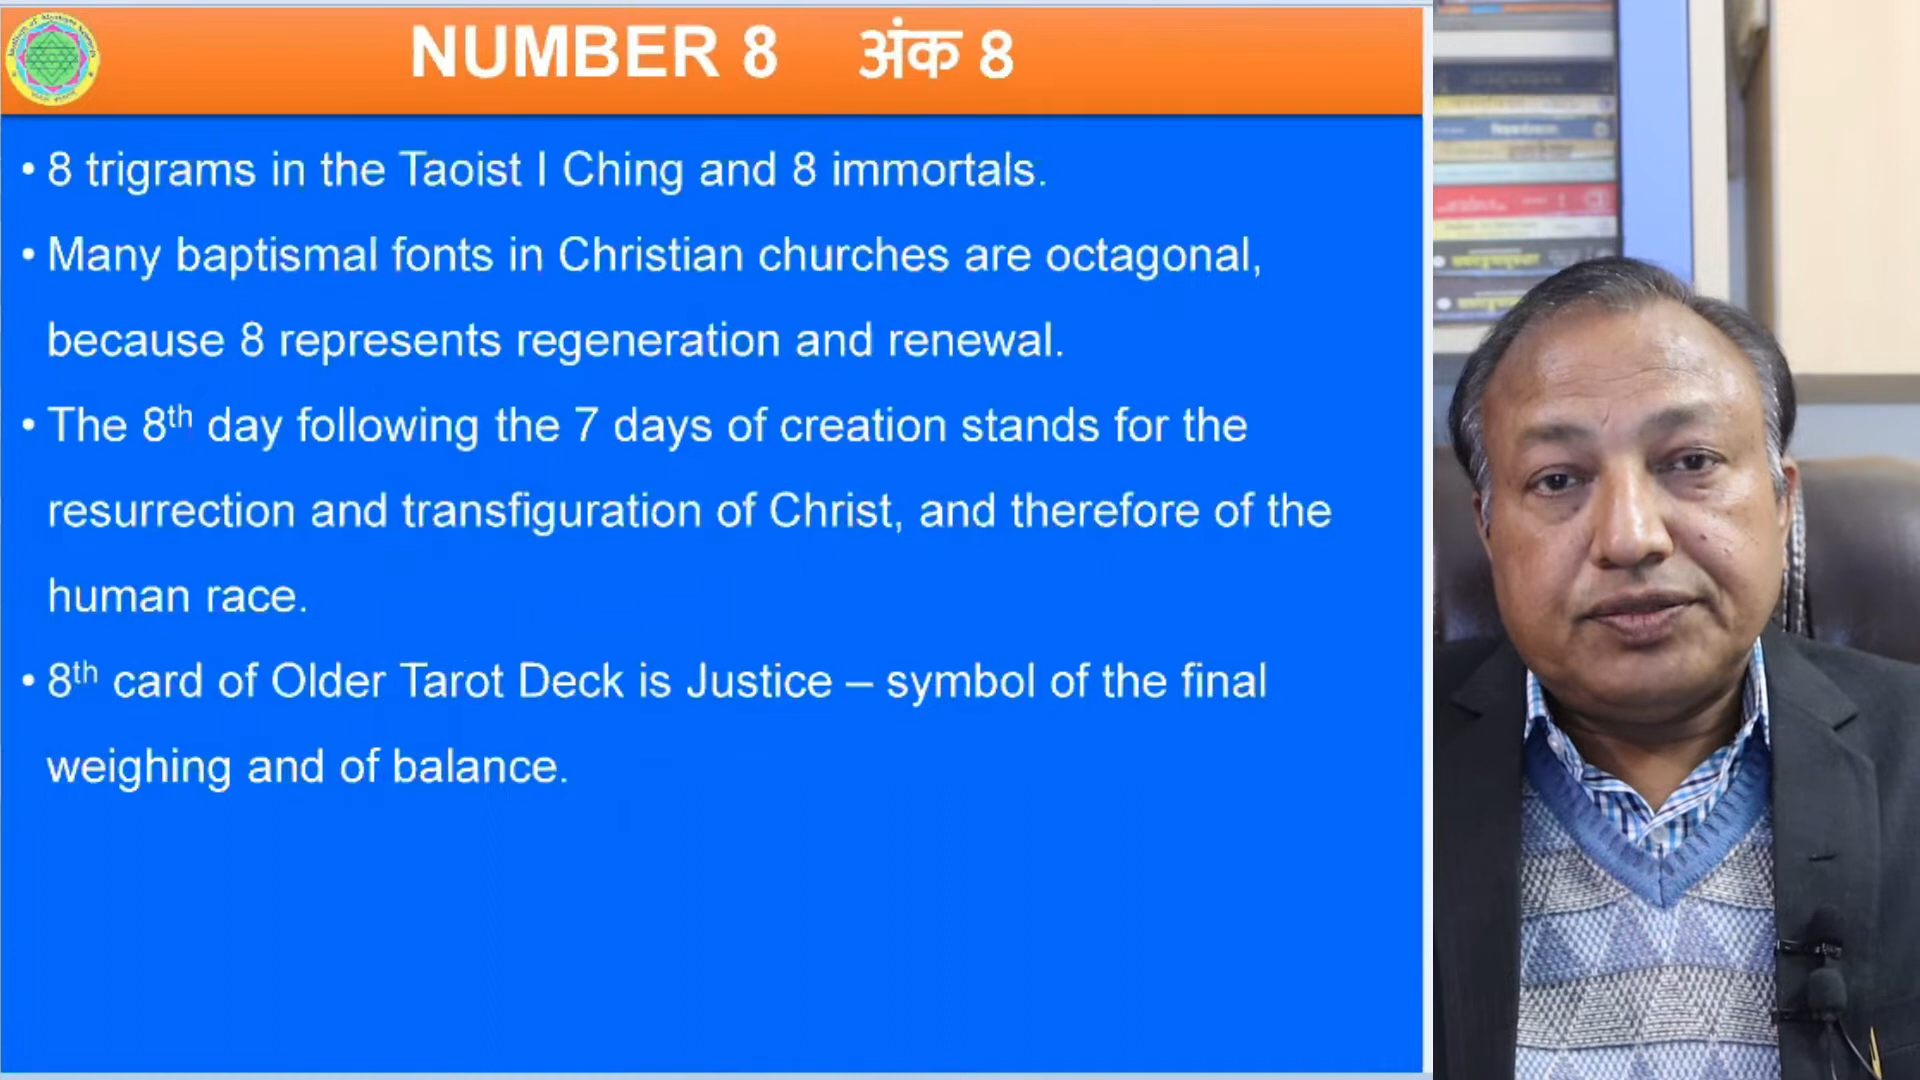 NUMBER 8 अंक 8
• 8 trigrams in the Taoist I Ching and 8 immortals.
• Many baptismal fonts in Christian churches are octagonal,
because 8 represents regeneration and renewal.
• The 8th day following the 7 days of creation stands for the
resurrection and transfiguration of Christ, and therefore of the
human race.
• 8th card of Older Tarot Deck is Justice – symbol of the final
weighing and of balance.